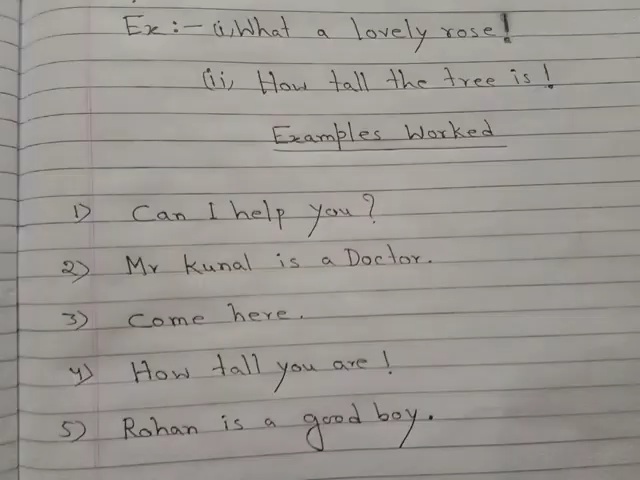 Ex:- (i, What a lovely rose!
(ii, How tall the tree is!
Examples Worked
1) Can I help you?
2) Mr Kunal is a Doctor.
3) Come here.
4) How tall you are!
5) Rohan is a good boy.